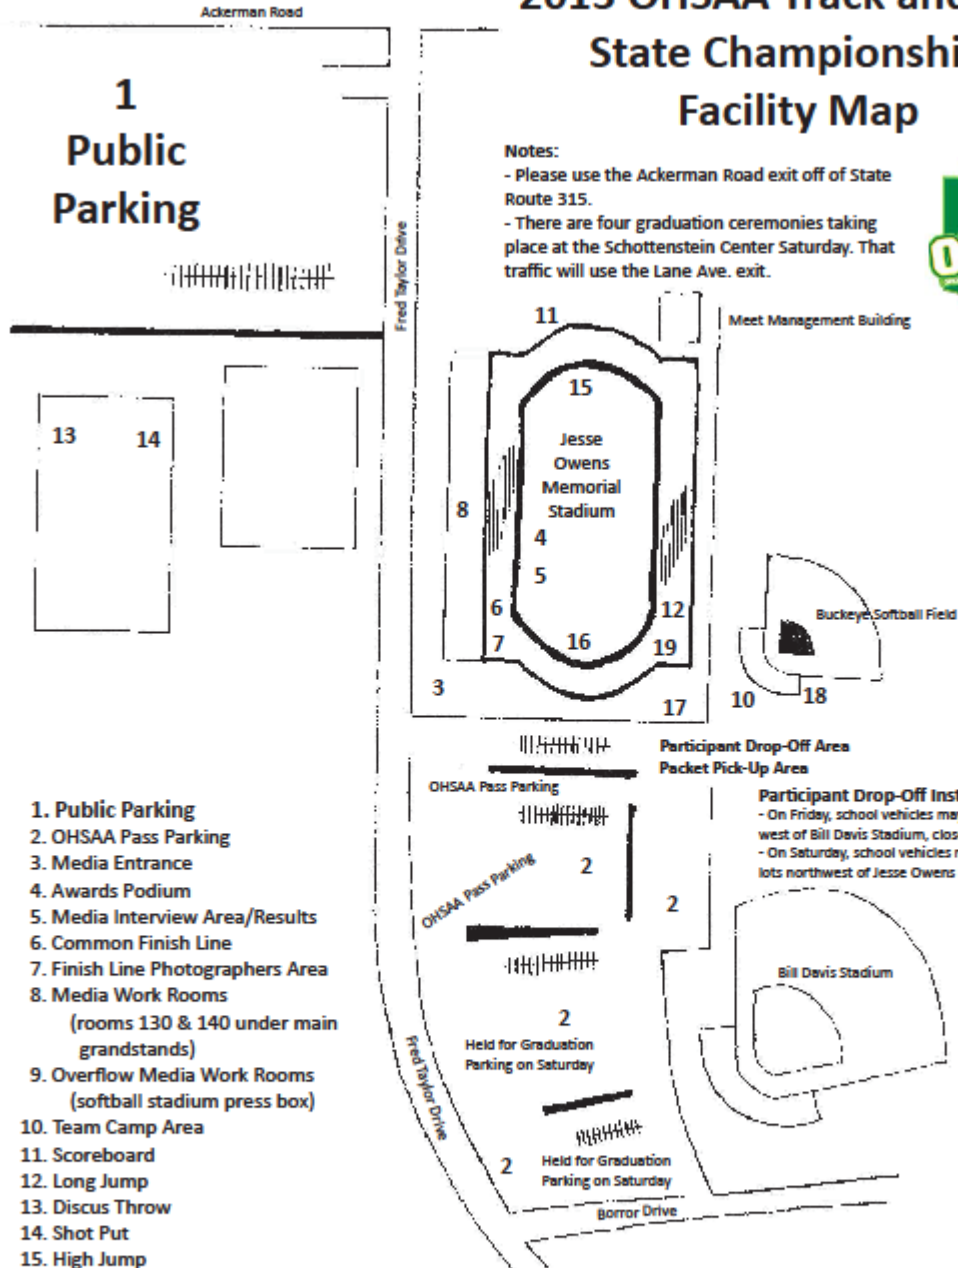 Ackerman Road
2015 OHSAA Track and
State Championshi
Facility Map
1
Public
Parking
Notes:
- Please use the Ackerman Road exit off of State
Route 315.
- There are four graduation ceremonies taking
place at the Schottenstein Center Saturday. That
traffic will use the Lane Ave. exit.
Fred Taylor Drive
11
Meet Management Building
15
13
14
Jesse
Owens
Memorial
Stadium
8
4
5
6
12
Buckeye Softball Field
7
16
19
3
17
10
18
Participant Drop-Off Area
Packet Pick-Up Area
OHSAA Pass Parking
Participant Drop-Off Inst
- On Friday, school vehicles ma
west of Bill Davis Stadium, clos
- On Saturday, school vehicles
lots northwest of Jesse Owens
OHSAA Pass Parking
2
2
Bill Davis Stadium
2
Held for Graduation
Parking on Saturday
Fred Taylor Drive
2
Held for Graduation
Parking on Saturday
Borror Drive
1. Public Parking
2. OHSAA Pass Parking
3. Media Entrance
4. Awards Podium
5. Media Interview Area/Results
6. Common Finish Line
7. Finish Line Photographers Area
8. Media Work Rooms
(rooms 130 & 140 under main
grandstands)
9. Overflow Media Work Rooms
(softball stadium press box)
10. Team Camp Area
11. Scoreboard
12. Long Jump
13. Discus Throw
14. Shot Put
15. High Jump